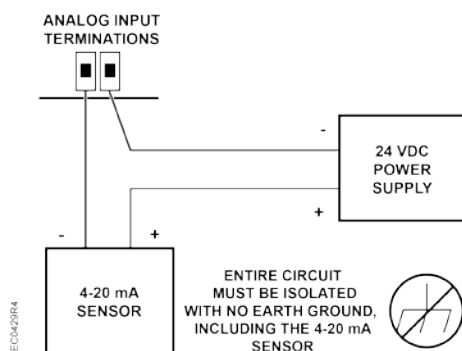 ANALOG INPUT
TERMINATIONS
-
24 VDC
POWER
SUPPLY
+
-
+
4-20 mA
SENSOR
ENTIRE CIRCUIT
MUST BE ISOLATED
WITH NO EARTH GROUND,
INCLUDING THE 4-20 mA
SENSOR
EC0429R4